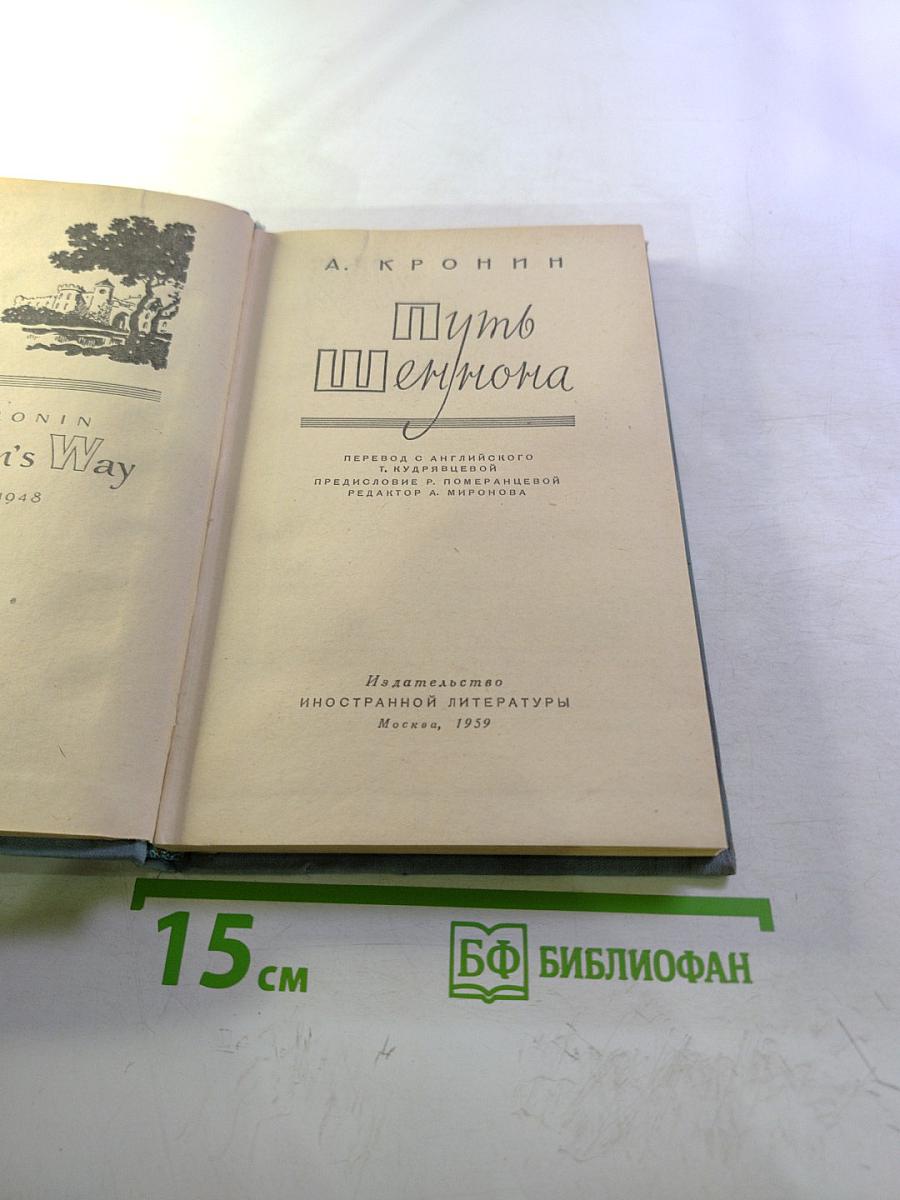 ONIN
's Way
1948
А. КРОНИН
Путь
Шеннона
ПЕРЕВОД С АНГЛИЙСКОГО
Т. КУДРЯВЦЕВОЙ
ПРЕДИСЛОВИЕ Р. ПОМЕРАНЦЕВОЙ
РЕДАКТОР А. МИРОНОВА
Издательство
ИНОСТРАННОЙ ЛИТЕРАТУРЫ
Москва, 1959
15 см
БФ БИБЛИОФАН